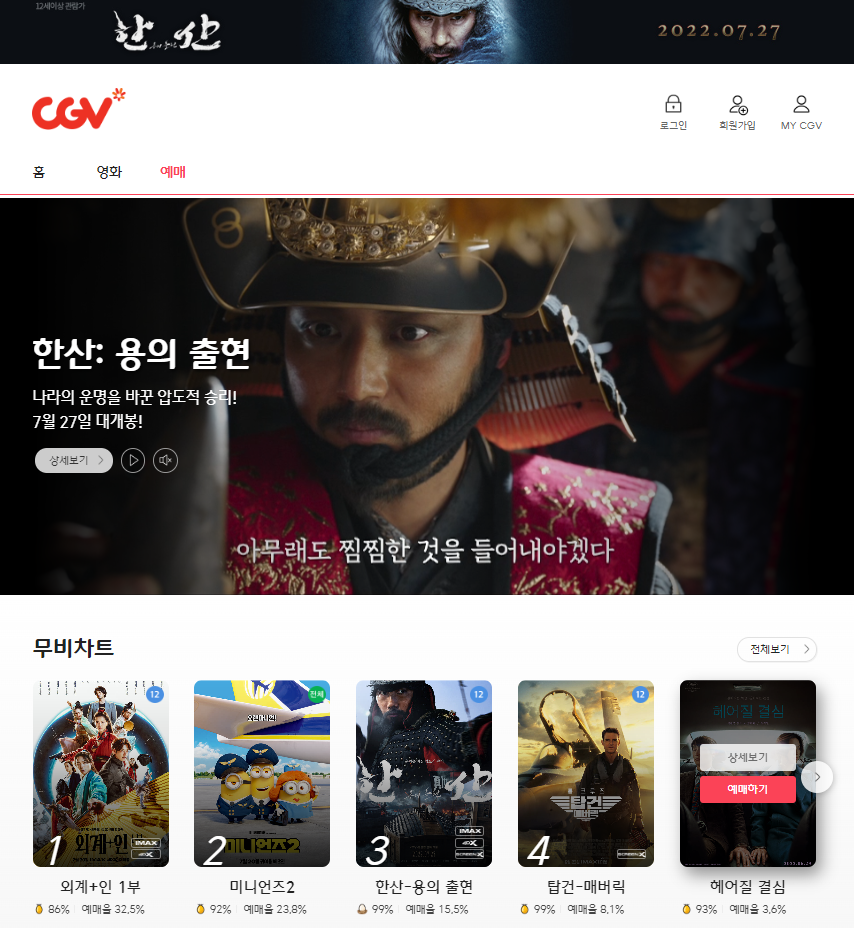 12세이상 관람가
한산
2022.07.27
CGV
로그인
회원가입
MY CGV
홈 영화 예매
한산: 용의 출현
나라의 운명을 바꾼 압도적 승리!
7월 27일 대개봉!
상세보기
아무래도 찜찜한 것을 들어내야겠다
무비차트
전체보기
12
외계+인
1
IMAX
4DX
전체
오랜마니언!
미니언즈2
2
12
한산
3
IMAX
4DX
SCREENX
12
탑건
매버릭
4
SCREENX
헤어질 결심
상세보기
예매하기
외계+인 1부
86% 예매율 32,5%
미니언즈2
92% 예매율 23,8%
한산-용의 출현
99% 예매율 15,5%
탑건-매버릭
99% 예매율 8,1%
헤어질 결심
93% 예매율 3,6%